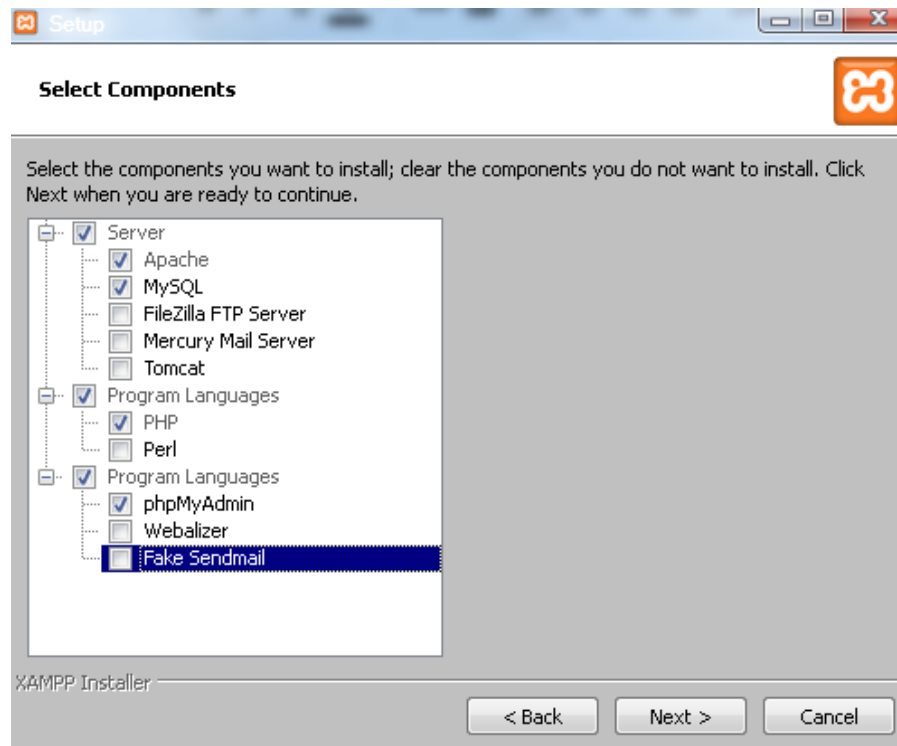 Setup
Select Components
Select the components you want to install; clear the components you do not want to install. Click
Next when you are ready to continue.
Server
Apache
MySQL
FileZilla FTP Server
Mercury Mail Server
Tomcat
Program Languages
PHP
Perl
Program Languages
phpMyAdmin
Webalizer
Fake Sendmail
XAMPP Installer
< Back Next > Cancel